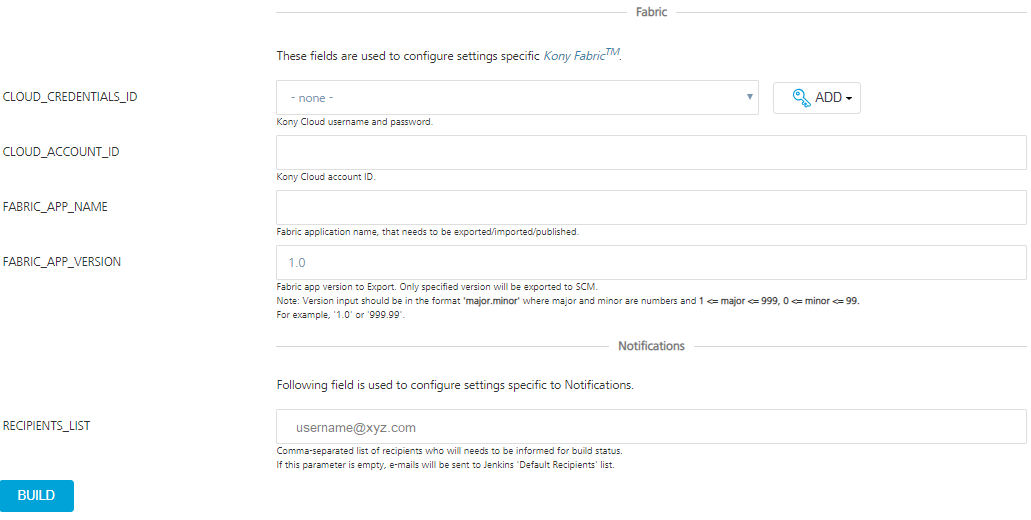 Fabric
These fields are used to configure settings specific Kony Fabric™.
CLOUD_CREDENTIALS_ID
- none -
ADD
Kony Cloud username and password.
CLOUD_ACCOUNT_ID
Kony Cloud account ID.
FABRIC_APP_NAME
Fabric application name, that needs to be exported/imported/published.
FABRIC_APP_VERSION
1.0
Fabric app version to Export. Only specified version will be exported to SCM.
Note: Version input should be in the format 'major.minor' where major and minor are numbers and 1 <= major <= 999, 0 <= minor <= 99.
For example, '1.0' or '999.99'.
Notifications
Following field is used to configure settings specific to Notifications.
RECIPIENTS_LIST
username@xyz.com
Comma-separated list of recipients who will needs to be informed for build status.
If this parameter is empty, e-mails will be sent to Jenkins 'Default Recipients' list.
BUILD